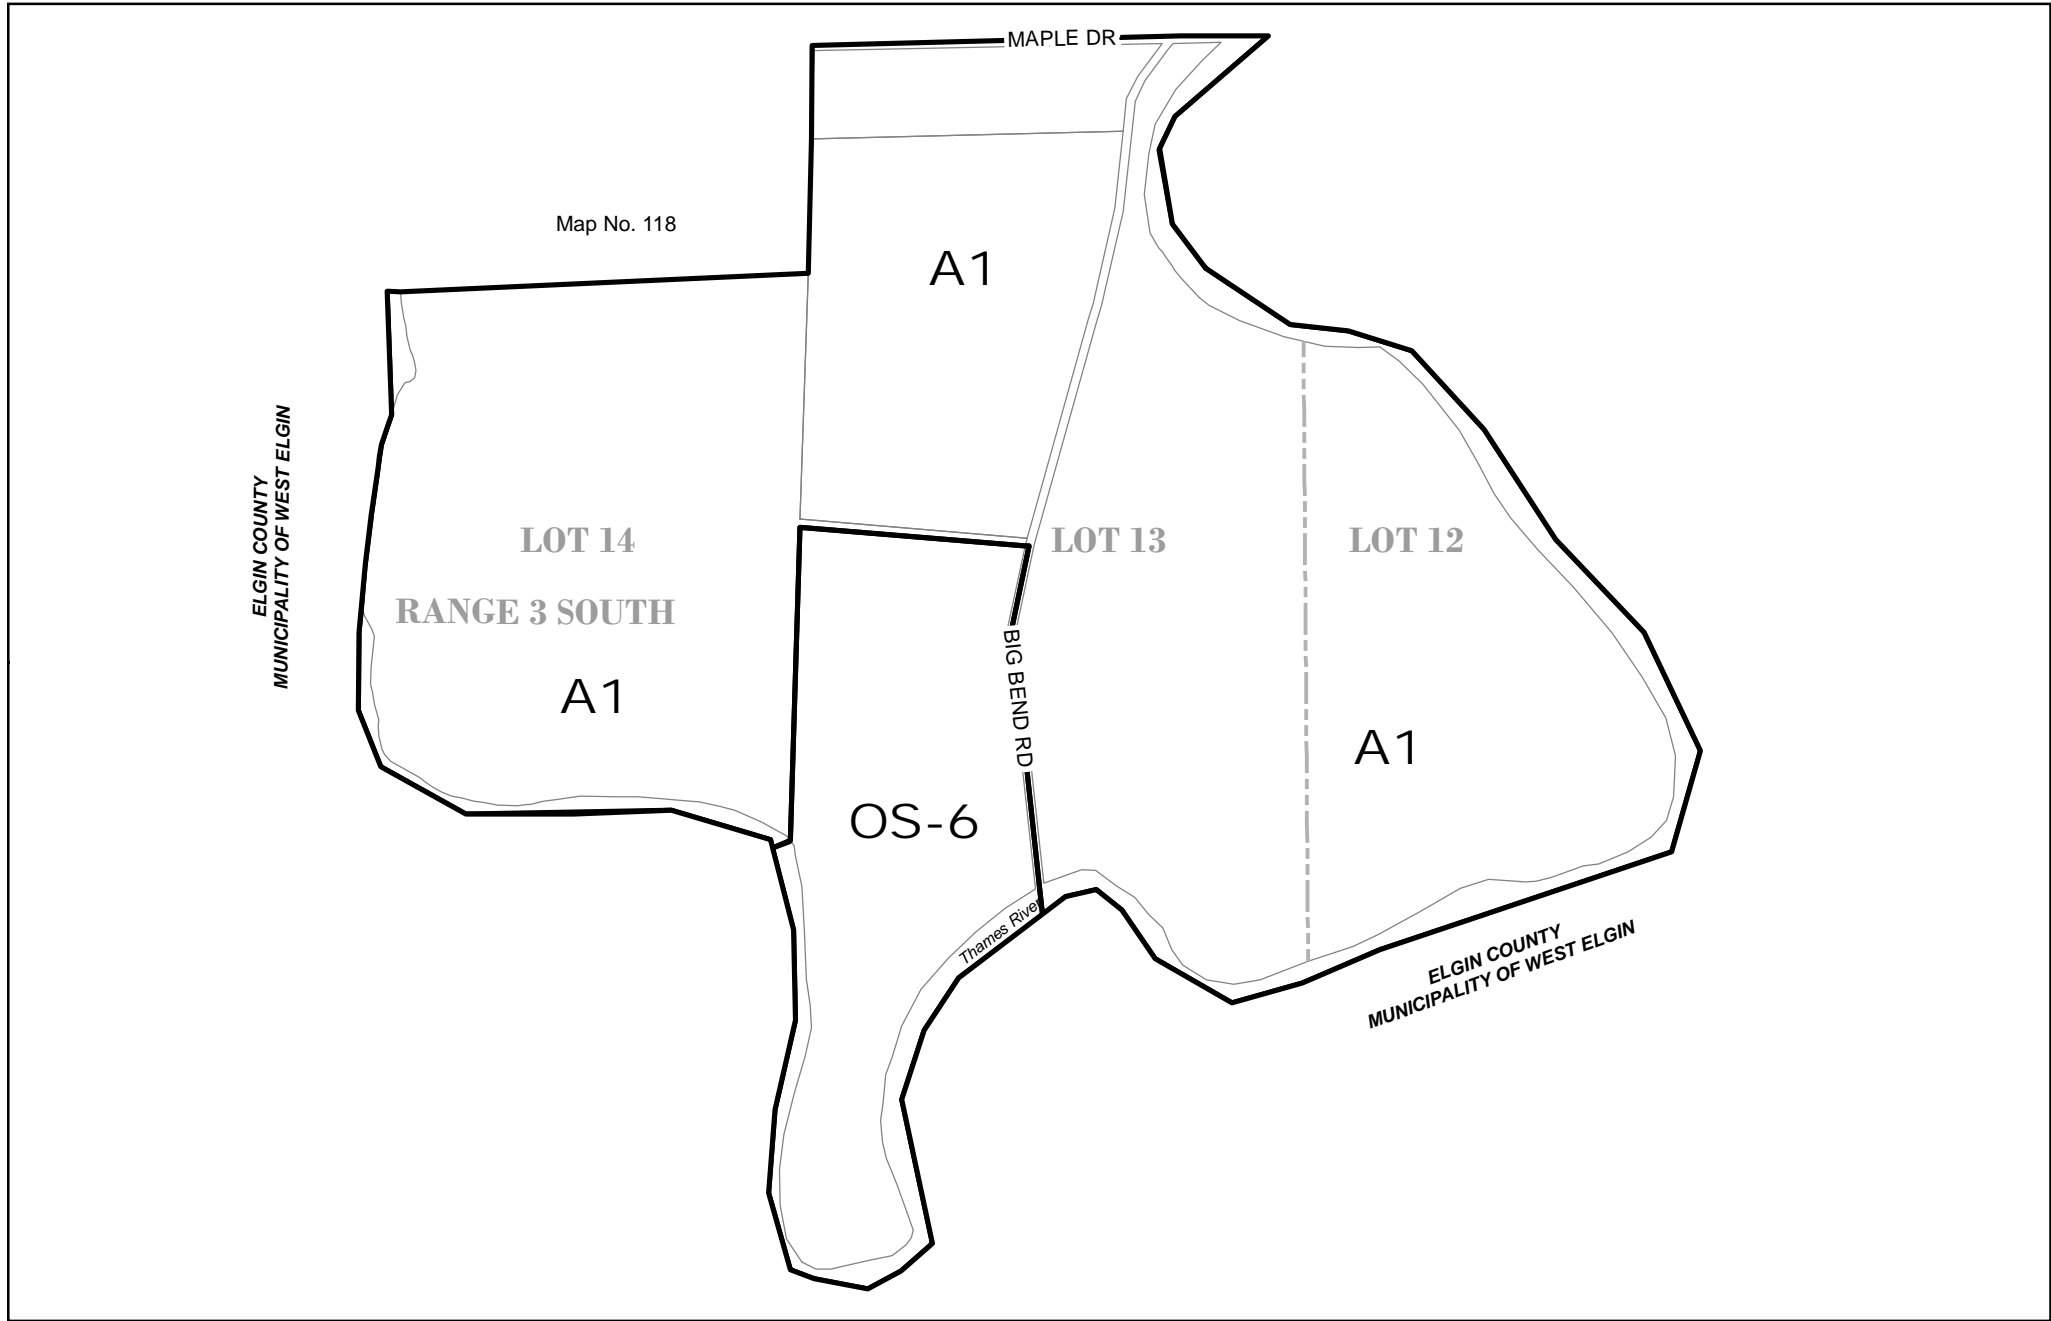 MAPLE DR
Map No. 118
A1
ELGIN COUNTY
MUNICIPALITY OF WEST ELGIN
LOT 14
LOT 13
LOT 12
RANGE 3 SOUTH
A1
BIG BEND RD
A1
OS-6
Thames River
ELGIN COUNTY
MUNICIPALITY OF WEST ELGIN